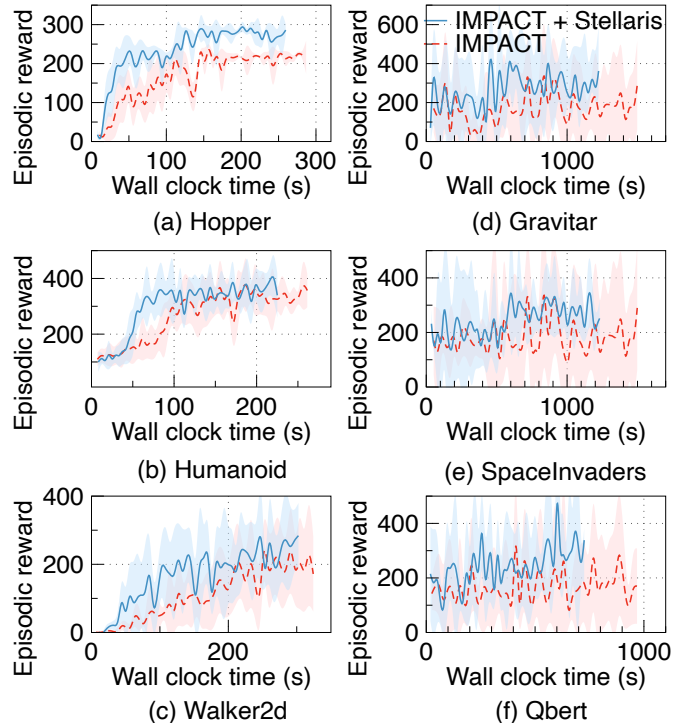 IMPACT + Stellaris
IMPACT
Episodic reward
300
200
100
0
0 100 200 300
Wall clock time (s)
(a) Hopper
Episodic reward
600
400
200
0
0 1000
Wall clock time (s)
(d) Gravitar
Episodic reward
400
200
0 100 200
Wall clock time (s)
(b) Humanoid
Episodic reward
400
200
0
0 1000
Wall clock time (s)
(e) SpaceInvaders
Episodic reward
400
200
0
0 200
Wall clock time (s)
(c) Walker2d
Episodic reward
400
200
0
0 1000
Wall clock time (s)
(f) Qbert